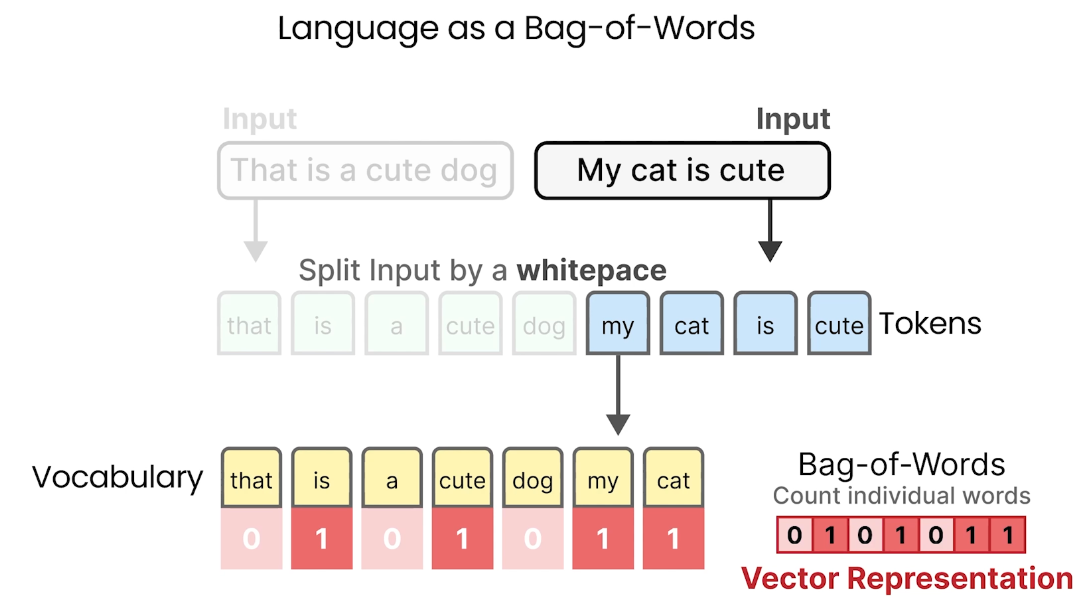 Language as a Bag-of-Words
Input Input
That is a cute dog My cat is cute
Split Input by a whitepace
that is a cute dog my cat is cute Tokens
Vocabulary that is a cute dog my cat
0 1 0 1 0 1 1
Bag-of-Words
Count individual words
0 1 0 1 0 1 1
Vector Representation